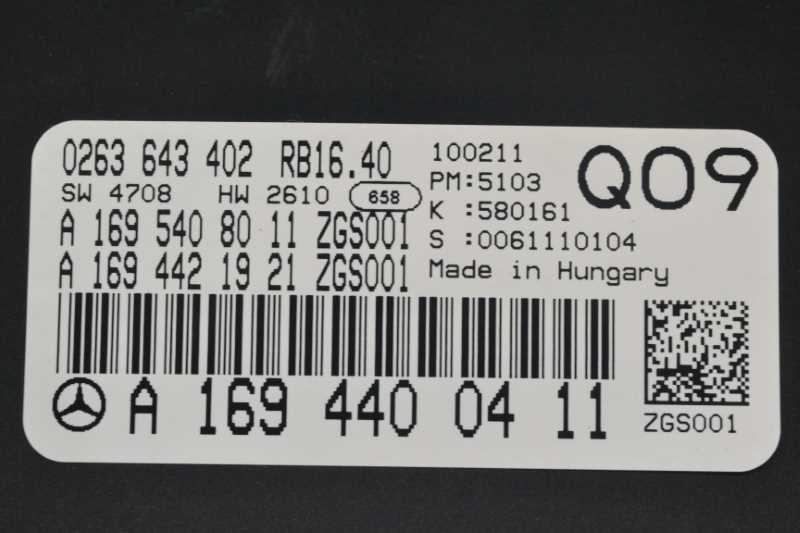 0263 643 402 RB16.40
SW 4708 HW 2610 658
A 169 540 80 11 ZGS001
A 169 442 19 21 ZGS001
100211
PM:5103
K :580161
S :0061110104
Made in Hungary
Q09
A 169 440 04 11
ZGS001